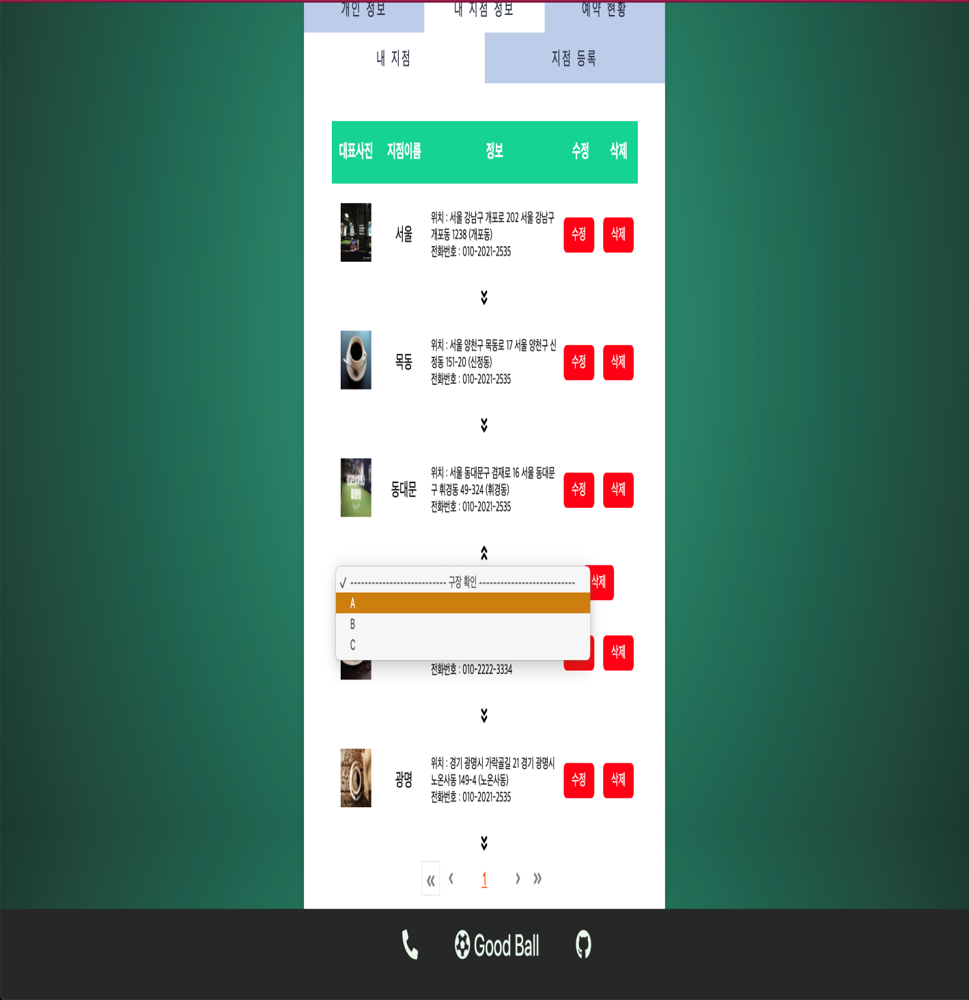 개인 정보 내 지점 정보 예약 현황
내 지점 지점 등록
대표사진 지점이름 정보 수정 삭제
서울
위치 : 서울 강남구 개포로 202 서울 강남구
개포동 1238 (개포동)
전화번호 : 010-2021-2535
수정 삭제
목동
위치 : 서울 양천구 목동로 17 서울 양천구 신
정동 151-20 (신정동)
전화번호 : 010-2021-2535
수정 삭제
동대문
위치 : 서울 동대문구 겸재로 16 서울 동대문
구 휘경동 49-324 (휘경동)
전화번호 : 010-2021-2535
수정 삭제
✓ --------------------------- 구장 확인 ---------------------------
삭제
A
B
C
삭제
전화번호 : 010-2222-3334
광명
위치 : 경기 광명시 가락골길 21 경기 광명시
노온사동 149-4 (노온사동)
전화번호 : 010-2021-2535
수정 삭제
« ‹ 1 › »
Good Ball